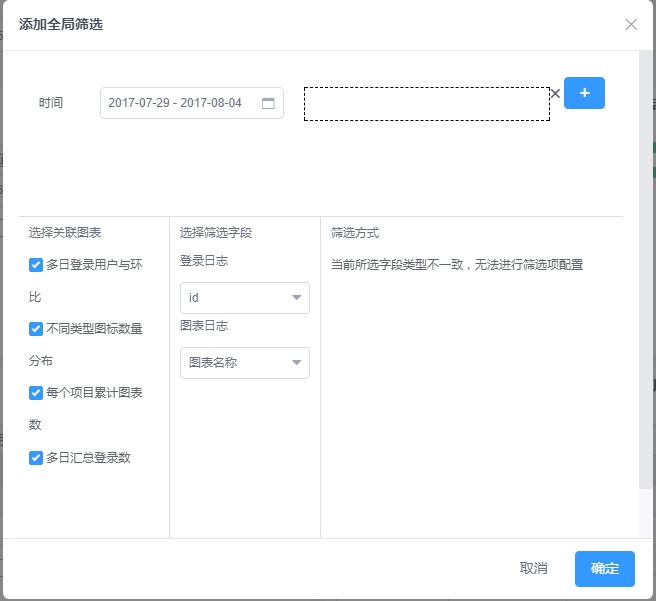 添加全局筛选
时间
2017-07-29 - 2017-08-04
+
选择关联图表
选择筛选字段
筛选方式
多日登录用户与环
比
不同类型图标数量
分布
每个项目累计图表
数
多日汇总登录数
登录日志
id
图表日志
图表名称
当前所选字段类型不一致，无法进行筛选项配置
取消
确定